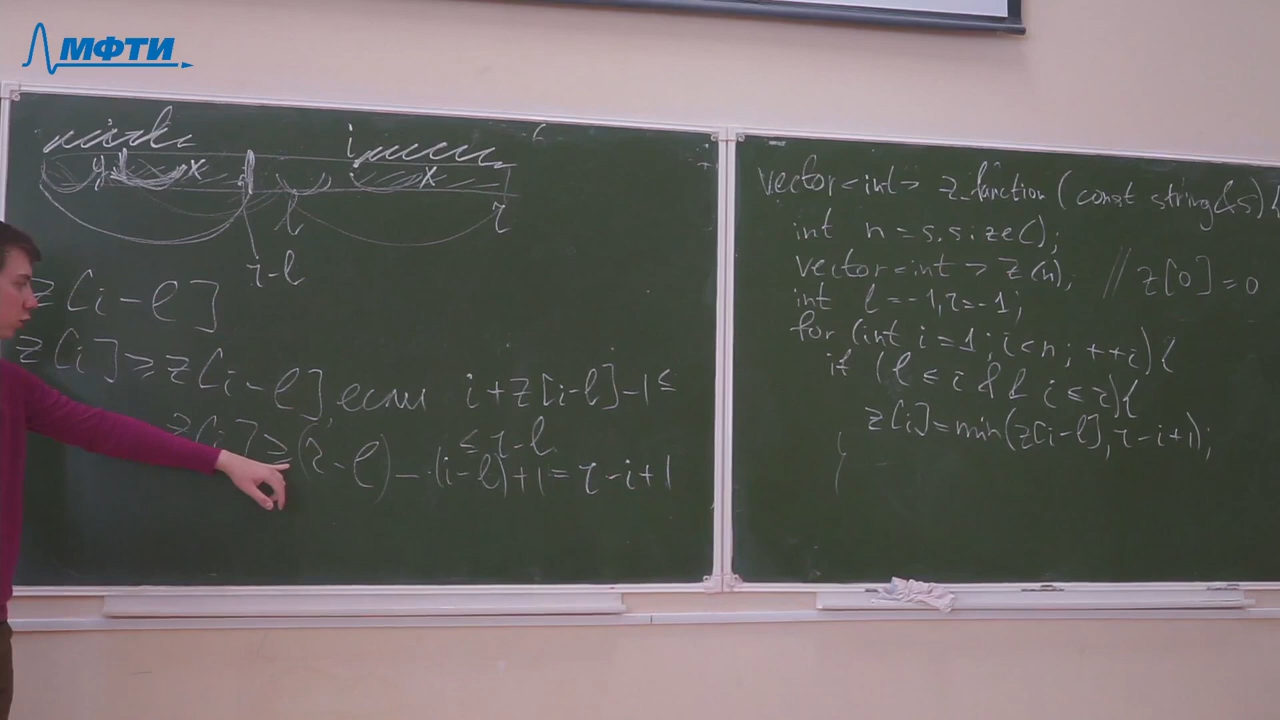 МФТИ
i
y x x
l r
r-l
z[i-l]
z[i]≥z[i-l], если i+z[i-l]-1≤
≤r-l
z[i]≥(r-l)-(i-l)+1=r-i+1
vector<int> z_function(const string&s){
int n=s.size();
vector<int> z(n); // z[0]=0
int l=-1,r=-1;
for (int i=1; i<n; ++i){
if (l≤i && i≤r){
z[i]=min(z[i-l], r-i+1);
}